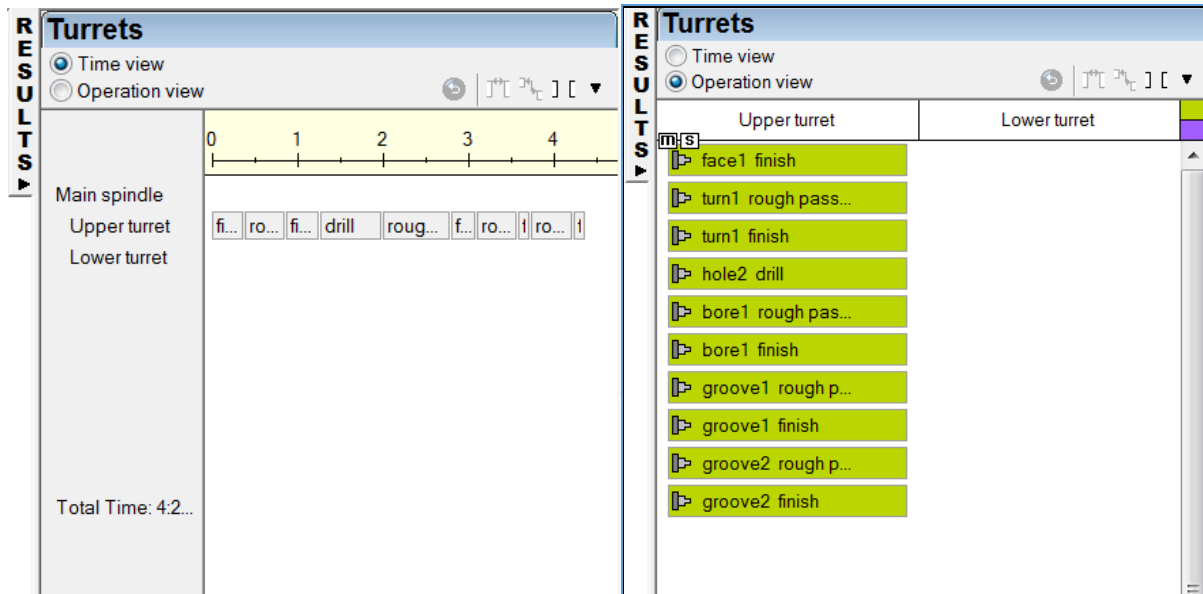 RESULTS
Turrets
Time view
Operation view
0 1 2 3 4
Main spindle
Upper turret fi... ro... fi... drill roug... f... ro... f ro... f
Lower turret
Total Time: 4:2...
RESULTS
Turrets
Time view
Operation view
Upper turret Lower turret
m s
face1 finish
turn1 rough pass...
turn1 finish
hole2 drill
bore1 rough pas...
bore1 finish
groove1 rough p...
groove1 finish
groove2 rough p...
groove2 finish